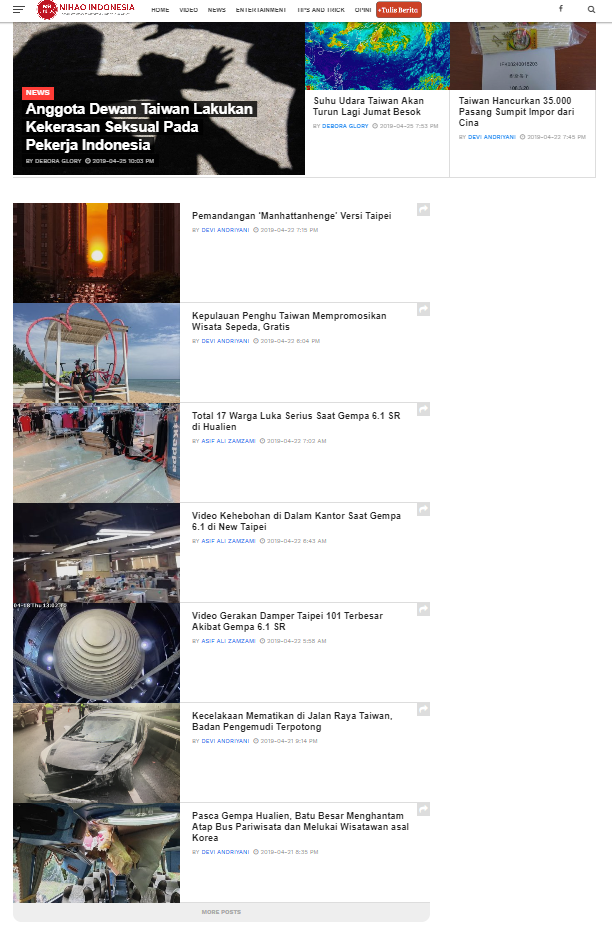 NIHAO INDONESIA
HOME VIDEO NEWS ENTERTAINMENT TIPS AND TRICK OPINI +Tulis Berita
NEWS
Anggota Dewan Taiwan Lakukan
Kekerasan Seksual Pada
Pekerja Indonesia
BY DEBORA GLORY 2019-04-25 10:03 PM
Suhu Udara Taiwan Akan
Turun Lagi Jumat Besok
BY DEBORA GLORY 2019-04-25 7:53 PM
Taiwan Hancurkan 35.000
Pasang Sumpit Impor dari
Cina
BY DEVI ANDRIYANI 2019-04-22 7:45 PM
Pemandangan 'Manhattanhenge' Versi Taipei
BY DEVI ANDRIYANI 2019-04-22 7:15 PM
Kepulauan Penghu Taiwan Mempromosikan
Wisata Sepeda, Gratis
BY DEVI ANDRIYANI 2019-04-22 6:04 PM
Total 17 Warga Luka Serius Saat Gempa 6.1 SR
di Hualien
BY ASIF ALI ZAMZAMI 2019-04-22 7:02 AM
Kappa
Video Kehebohan di Dalam Kantor Saat Gempa
6.1 di New Taipei
BY ASIF ALI ZAMZAMI 2019-04-22 6:43 AM
Video Gerakan Damper Taipei 101 Terbesar
Akibat Gempa 6.1 SR
BY ASIF ALI ZAMZAMI 2019-04-22 5:58 AM
Kecelakaan Mematikan di Jalan Raya Taiwan,
Badan Pengemudi Terpotong
BY DEVI ANDRIYANI 2019-04-21 9:14 PM
Pasca Gempa Hualien, Batu Besar Menghantam
Atap Bus Pariwisata dan Melukai Wisatawan asal
Korea
BY DEVI ANDRIYANI 2019-04-21 8:35 PM
MORE POSTS